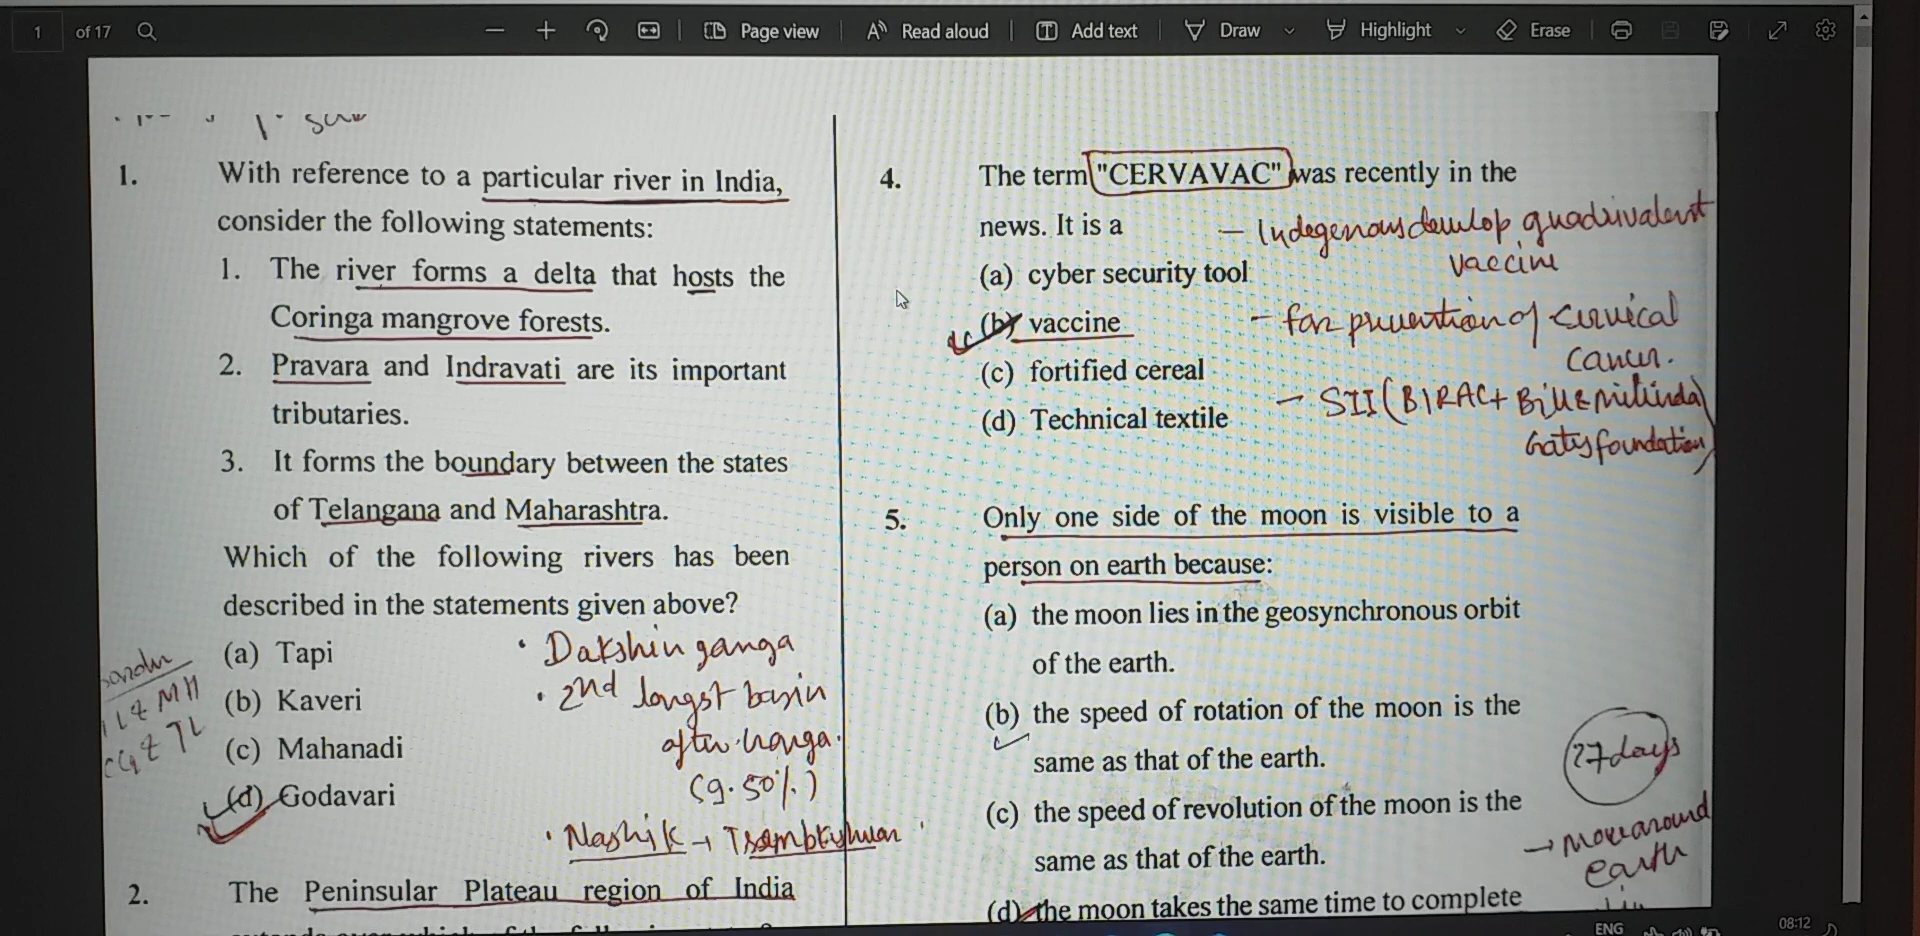 1 of 17 Page view Read aloud Add text Draw Highlight Erase
1. With reference to a particular river in India,
consider the following statements:
1. The river forms a delta that hosts the
Coringa mangrove forests.
2. Pravara and Indravati are its important
tributaries.
3. It forms the boundary between the states
of Telangana and Maharashtra.
Which of the following rivers has been
described in the statements given above?
(a) Tapi
(b) Kaveri
(c) Mahanadi
(d) Godavari
• Dakshin ganga
• 2nd longst basin
after Ganga.
(9.50%)
• Nashik →
MH
TL
2. The Peninsular Plateau region of India
4. The term "CERVAVAC" was recently in the
news. It is a
(a) cyber security tool
(b) vaccine
(c) fortified cereal
(d) Technical textile
- Indegenous develop quadrivalent
vaccine
- for prevention of cervical
cancer.
- SII (BIRAC + Bill & milinda
Gates foundation)
5. Only one side of the moon is visible to a
person on earth because:
(a) the moon lies in the geosynchronous orbit
of the earth.
(b) the speed of rotation of the moon is the
same as that of the earth.
(c) the speed of revolution of the moon is the
same as that of the earth.
(d) the moon takes the same time to complete
27 days
→ Move around
earth
ENG 08:12